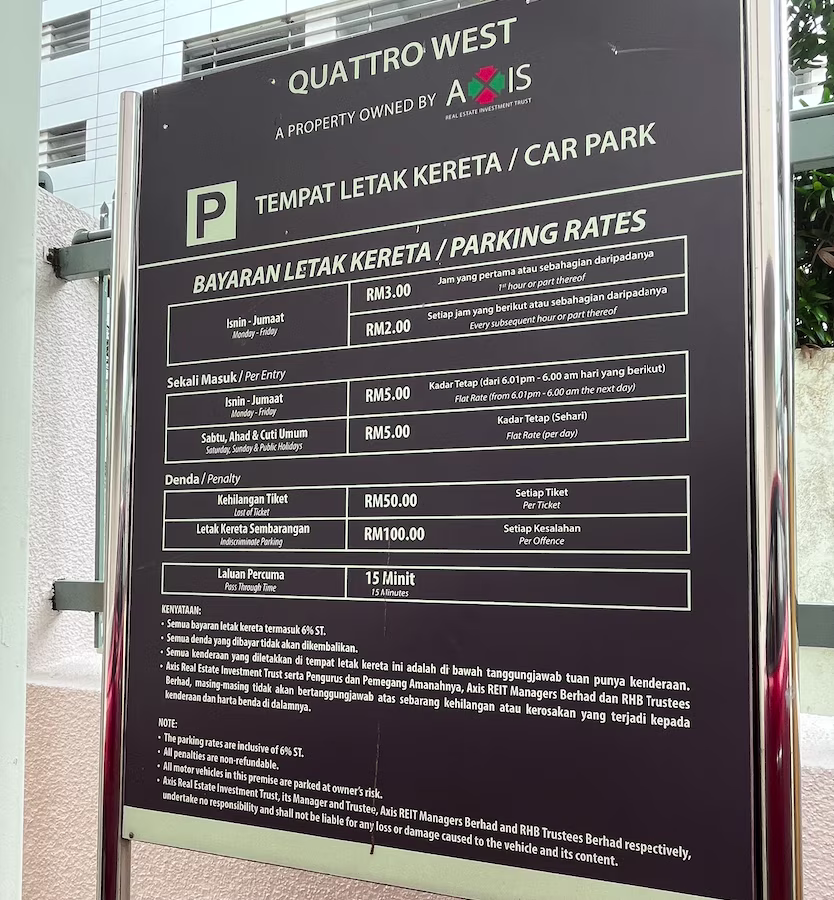 QUATTRO WEST
A PROPERTY OWNED BY AXIS
REAL ESTATE INVESTMENT TRUST
P TEMPAT LETAK KERETA / CAR PARK
BAYARAN LETAK KERETA / PARKING RATES
Isnin - Jumaat
Monday - Friday
RM3.00 Jam yang pertama atau sebahagian daripadanya
1st hour or part thereof
RM2.00 Setiap jam yang berikut atau sebahagian daripadanya
Every subsequent hour or part thereof
Sekali Masuk / Per Entry
Isnin - Jumaat
Monday - Friday
RM5.00 Kadar Tetap (dari 6.01pm - 6.00 am hari yang berikut)
Flat Rate (from 6.01pm - 6.00 am the next day)
Sabtu, Ahad & Cuti Umum
Saturday, Sunday & Public Holidays
RM5.00 Kadar Tetap (Sehari)
Flat Rate (per day)
Denda / Penalty
Kehilangan Tiket
Lost of Ticket
RM50.00 Setiap Tiket
Per Ticket
Letak Kereta Sembarangan
Indiscriminate Parking
RM100.00 Setiap Kesalahan
Per Offence
Laluan Percuma
Pass Through Time
15 Minit
15 Minutes
KENYATAAN:
• Semua bayaran letak kereta termasuk 6% ST.
• Semua denda yang dibayar tidak akan dikembalikan.
• Semua kenderaan yang diletakkan di tempat letak kereta ini adalah di bawah tanggungjawab tuan punya kenderaan.
• Axis Real Estate Investment Trust serta Pengurus dan Pemegang Amanahnya, Axis REIT Managers Berhad dan RHB Trustees
Berhad, masing-masing tidak akan bertanggungjawab atas sebarang kehilangan atau kerosakan yang terjadi kepada
kenderaan dan harta benda di dalamnya.
NOTE:
• The parking rates are inclusive of 6% ST.
• All penalties are non-refundable.
• All motor vehicles in this premise are parked at owner's risk.
• Axis Real Estate Investment Trust, its Manager and Trustee, Axis REIT Managers Berhad and RHB Trustees Berhad respectively,
undertake no responsibility and shall not be liable for any loss or damage caused to the vehicle and its content.